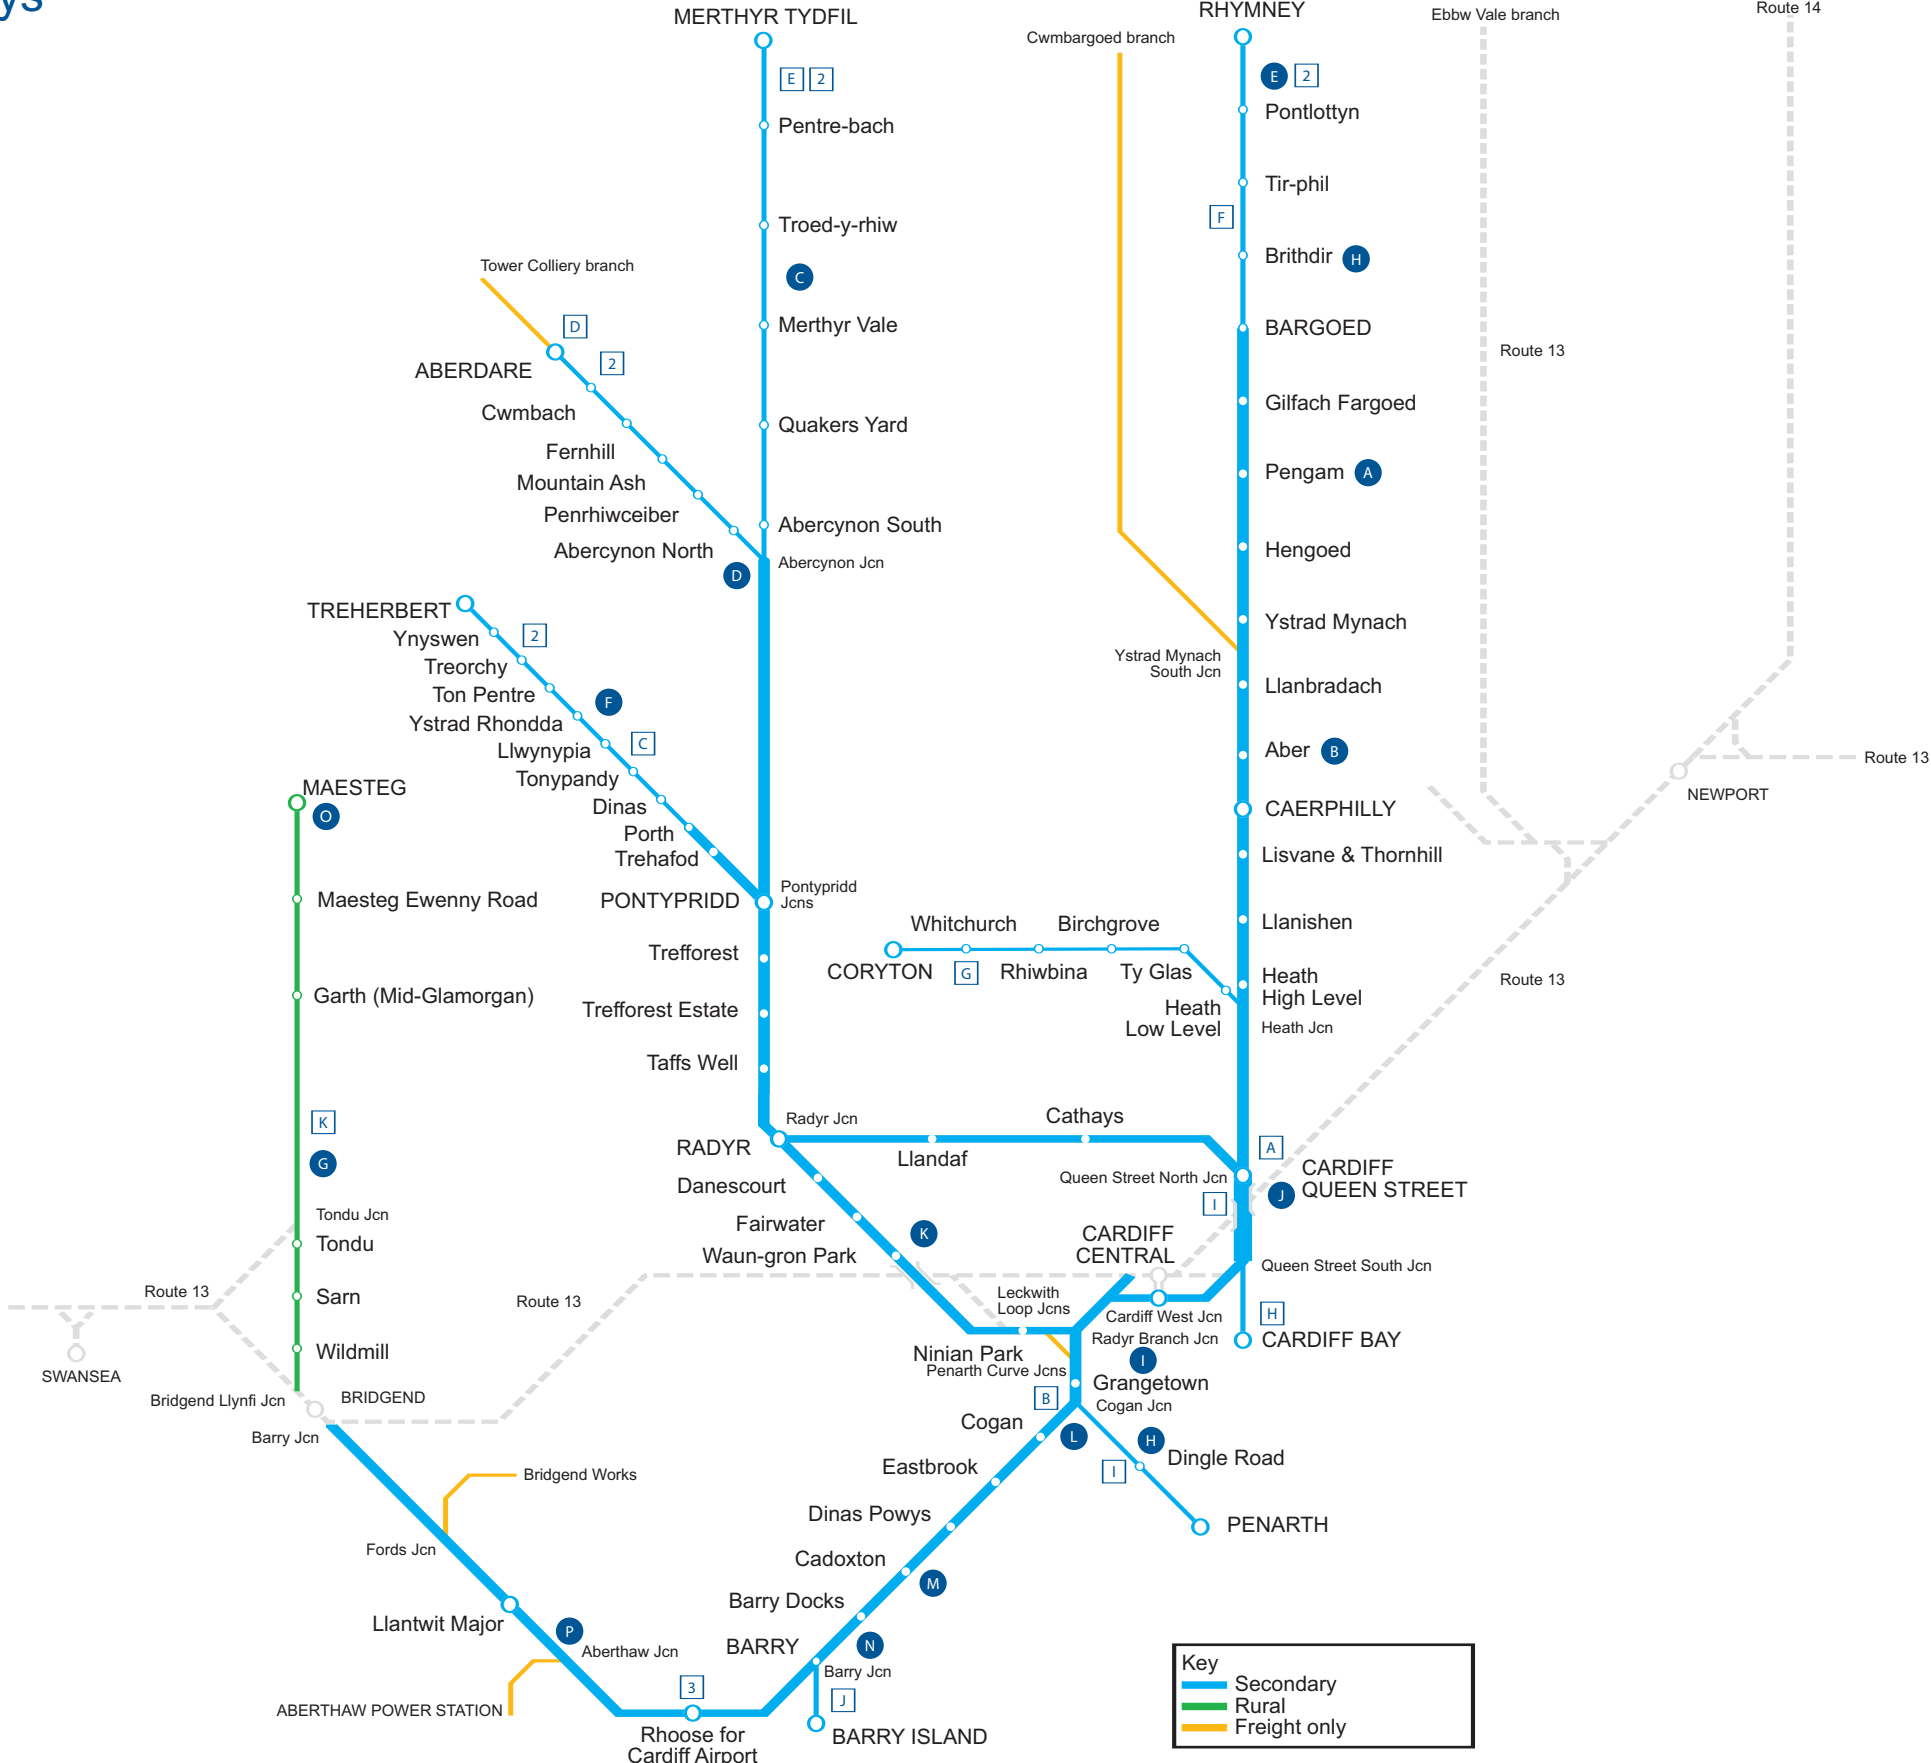 ys
MERTHYR TYDFIL
RHYMNEY
Ebbw Vale branch
Route 14
Cwmbargoed branch
E 2
E 2
Pentre-bach
Pontlottyn
Tir-phil
F
Troed-y-rhiw
Tower Colliery branch
C
Brithdir H
D
Merthyr Vale
BARGOED
2
ABERDARE
Route 13
Cwmbach
Gilfach Fargoed
Quakers Yard
Fernhill
Pengam A
Mountain Ash
Penrhiwceiber
Abercynon South
Abercynon North
Hengoed
Abercynon Jcn
D
TREHERBERT
Ynyswen
2
Ystrad Mynach
Treorchy
Ystrad Mynach
South Jcn
Ton Pentre
F
Llanbradach
Ystrad Rhondda
Llwynypia
C
Aber B
Tonypandy
Route 13
MAESTEG
O
Dinas
CAERPHILLY
NEWPORT
Porth
Trehafod
Lisvane & Thornhill
Maesteg Ewenny Road
PONTYPRIDD
Pontypridd
Jcns
Whitchurch
Birchgrove
Llanishen
Trefforest
CORYTON
G
Rhiwbina
Ty Glas
Heath
High Level
Route 13
Garth (Mid-Glamorgan)
Trefforest Estate
Heath
Low Level
Heath Jcn
Taffs Well
K
Radyr Jcn
Cathays
RADYR
Llandaf
A
G
Queen Street North Jcn
CARDIFF
QUEEN STREET
J
Danescourt
I
Tondu Jcn
Fairwater
K
CARDIFF
CENTRAL
Tondu
Waun-gron Park
Queen Street South Jcn
Route 13
Sarn
Route 13
Leckwith
Loop Jcns
Cardiff West Jcn
H
Wildmill
Ninian Park
Radyr Branch Jcn
CARDIFF BAY
SWANSEA
Penarth Curve Jcns
I
Grangetown
Bridgend Llynfi Jcn
BRIDGEND
B
Cogan Jcn
Barry Jcn
Cogan
L
H
Dingle Road
Eastbrook
I
Bridgend Works
Dinas Powys
PENARTH
Fords Jcn
Cadoxton
M
Barry Docks
Llantwit Major
P
BARRY
N
Aberthaw Jcn
Barry Jcn
3
J
ABERTHAW POWER STATION
Rhoose for
Cardiff Airport
BARRY ISLAND
Key
Secondary
Rural
Freight only